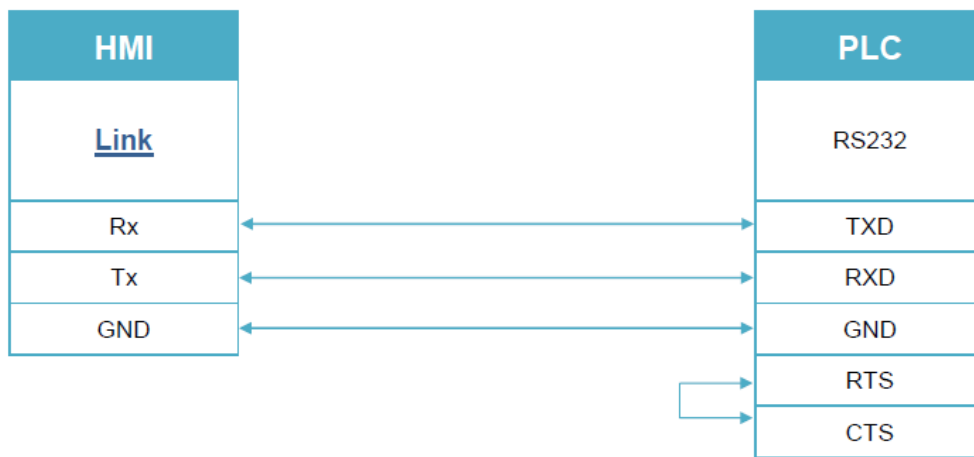 HMI
PLC
Link
RS232
Rx
TXD
Tx
RXD
GND
GND
RTS
CTS